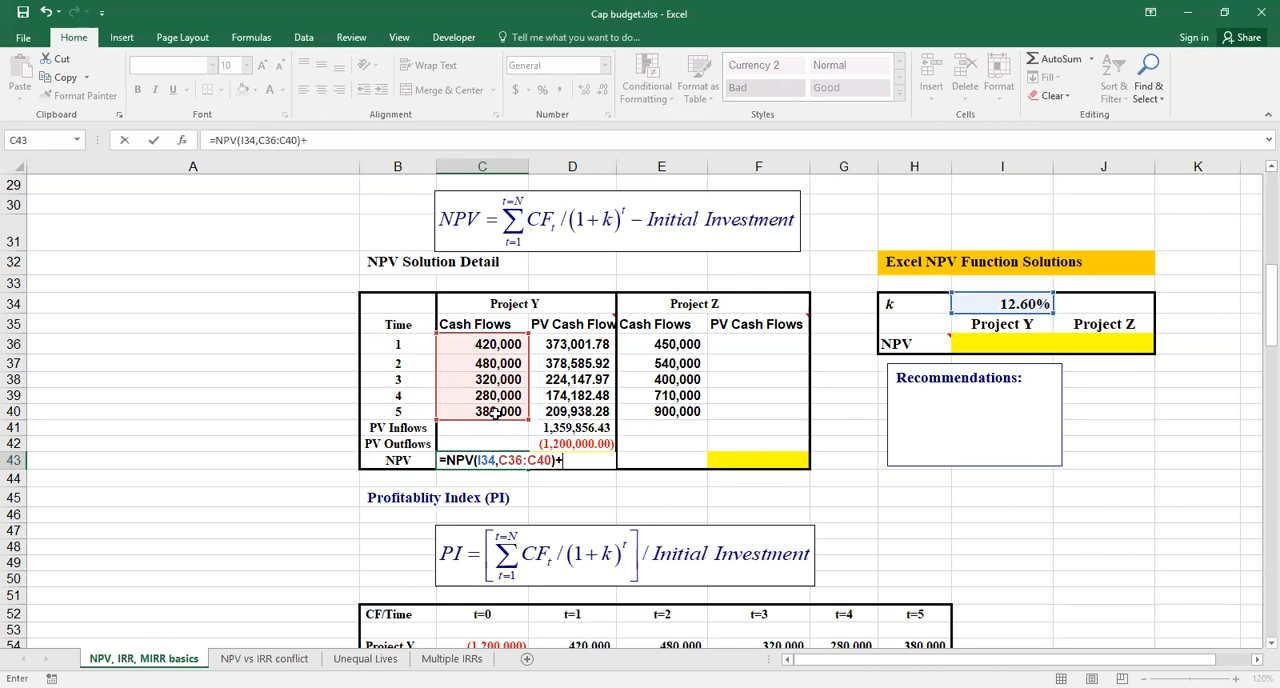 Cap budget.xlsx - Excel
File Home Insert Page Layout Formulas Data Review View Developer Tell me what you want to do... Sign in Share
Paste Cut Copy Format Painter
10 A A B I U A
Wrap Text Merge & Center
General $ % ,
Conditional Formatting Format as Table
Currency 2 Normal
Bad Good
Insert Delete Format
AutoSum Fill Clear Sort & Filter Find & Select
Clipboard Font Alignment Number Styles Cells Editing
C43 fx =NPV(I34,C36:C40)+
A B C D E F G H I J K
29
30
31
NPV = ∑ t=1 t=N CFt /(1+k)^t − Initial Investment
32 NPV Solution Detail Excel NPV Function Solutions
33
34 Project Y Project Z k 12.60%
35 Time Cash Flows PV Cash Flow Cash Flows PV Cash Flows Project Y Project Z
36 1 420,000 373,001.78 450,000 NPV
37 2 480,000 378,585.92 540,000
Recommendations:
38 3 320,000 224,147.97 400,000
39 4 280,000 174,182.48 710,000
40 5 380,000 209,938.28 900,000
41 PV Inflows 1,359,856.43
42 PV Outflows (1,200,000.00)
43 NPV =NPV(I34,C36:C40)+
44
45 Profitablity Index (PI)
46
47
48
PI = [∑ t=1 t=N CFt /(1+k)^t] / Initial Investment
49
50
51
52 CF/Time t=0 t=1 t=2 t=3 t=4 t=5
53
54 Project Y (1,200,000) 420,000 480,000 320,000 280,000 380,000
NPV, IRR, MIRR basics NPV vs IRR conflict Unequal Lives Multiple IRRs
Enter 120%